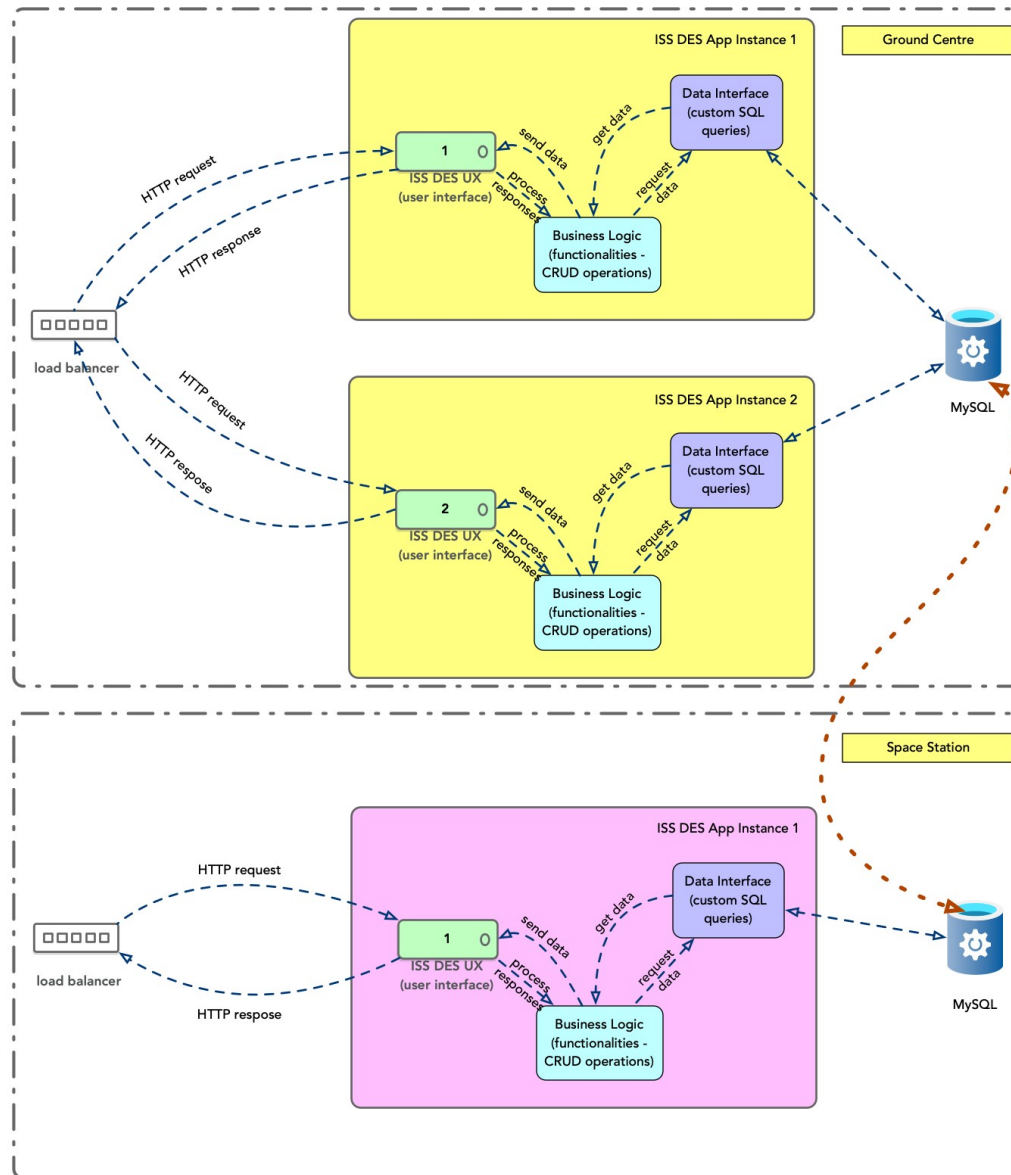 ISS DES App Instance 1
Ground Centre
Data Interface
(custom SQL
queries)
get data
send data
1
HTTP request
ISS DES UX
(user interface)
process
responses
request
data
HTTP response
Business Logic
(functionalities -
CRUD operations)
load balancer
MySQL
ISS DES App Instance 2
HTTP request
Data Interface
(custom SQL
queries)
get data
HTTP respose
send data
2
ISS DES UX
(user interface)
process
responses
request
data
Business Logic
(functionalities -
CRUD operations)
Space Station
ISS DES App Instance 1
HTTP request
Data Interface
(custom SQL
queries)
get data
send data
1
load balancer
ISS DES UX
(user interface)
process
responses
request
data
HTTP respose
MySQL
Business Logic
(functionalities -
CRUD operations)